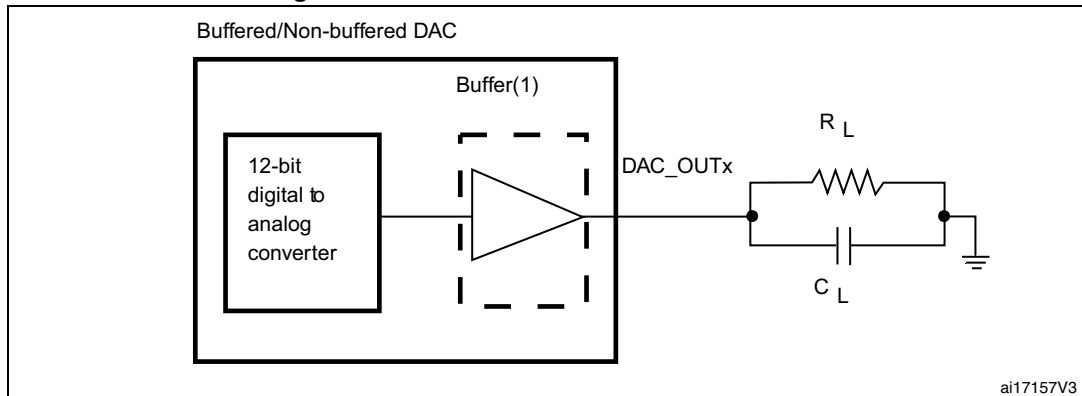 Buffered/Non-buffered DAC
Buffer(1)
12-bit
digital to
analog
converter
DAC_OUTx
R L
C L
ai17157V3